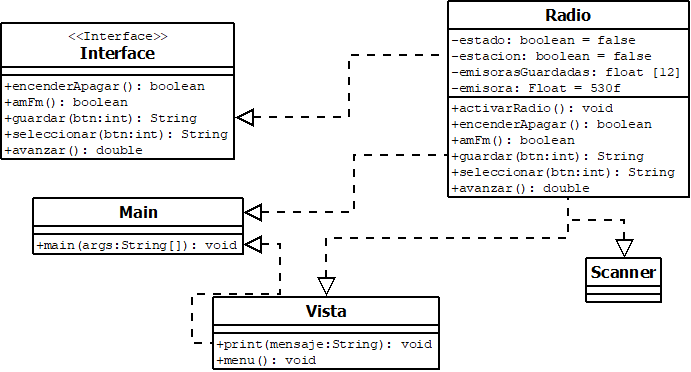 <<Interface>>
Interface
+encenderApagar(): boolean
+amFm(): boolean
+guardar(btn:int): String
+seleccionar(btn:int): String
+avanzar(): double
Radio
-estado: boolean = false
-estacion: boolean = false
-emisorasGuardadas: float [12]
-emisora: Float = 530f
+activarRadio(): void
+encenderApagar(): boolean
+amFm(): boolean
+guardar(btn:int): String
+seleccionar(btn:int): String
+avanzar(): double
Main
+main(args:String[]): void
Scanner
Vista
+print(mensaje:String): void
+menu(): void